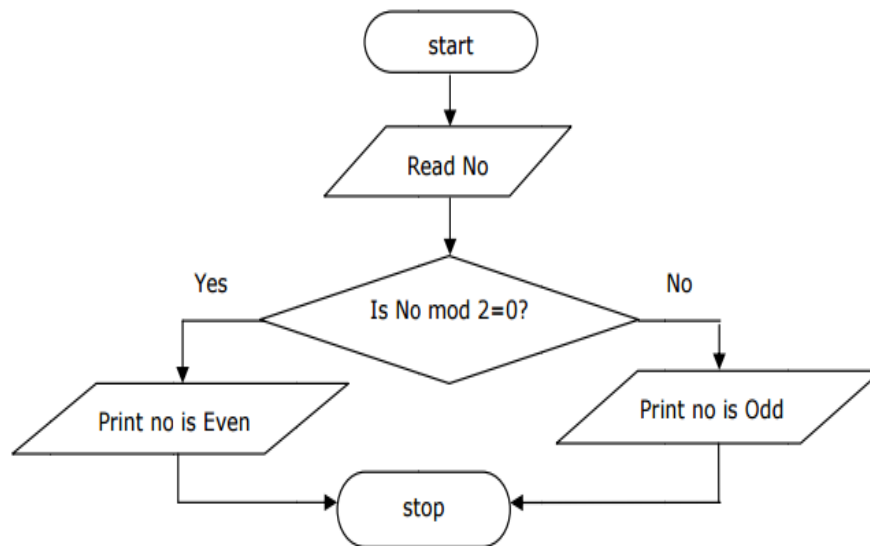 start
Read No
Yes
No
Is No mod 2=0?
Print no is Even
Print no is Odd
stop